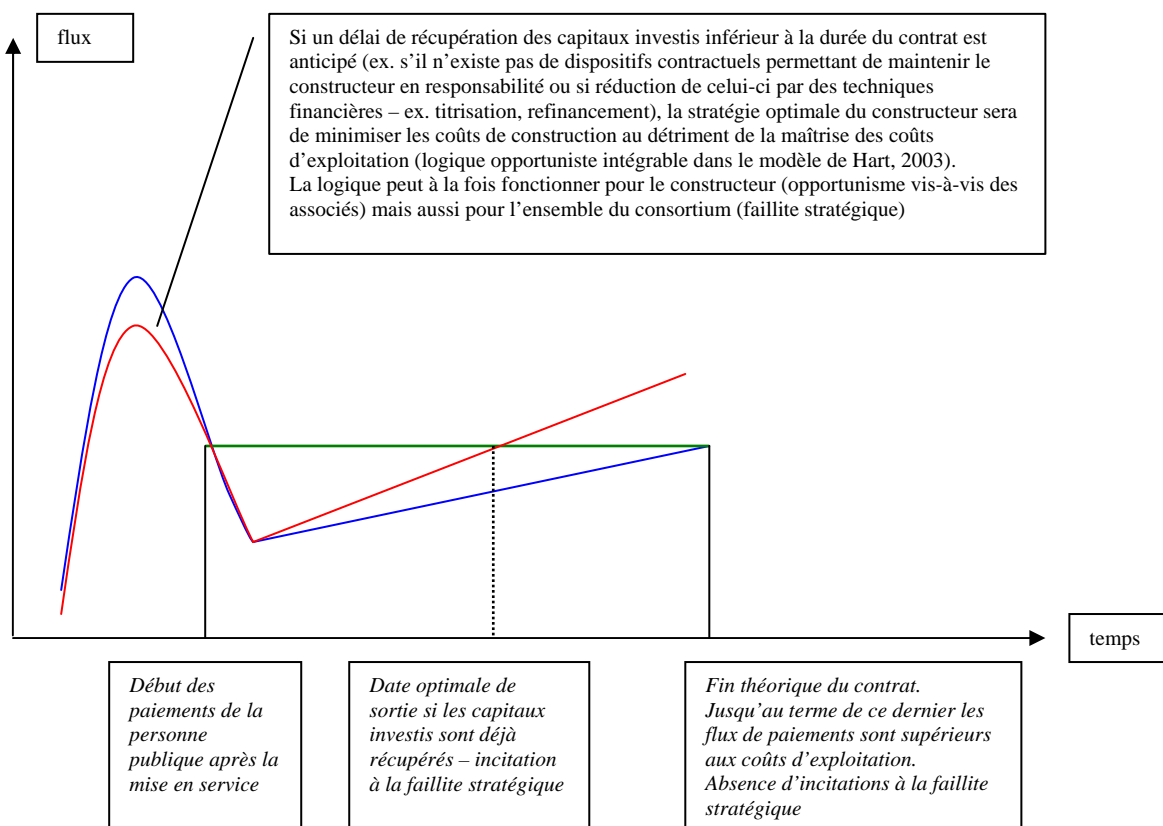 flux
Si un délai de récupération des capitaux investis inférieur à la durée du contrat est
anticipé (ex. s’il n’existe pas de dispositifs contractuels permettant de maintenir le
constructeur en responsabilité ou si réduction de celui-ci par des techniques
financières – ex. titrisation, refinancement), la stratégie optimale du constructeur sera
de minimiser les coûts de construction au détriment de la maîtrise des coûts
d’exploitation (logique opportuniste intégrable dans le modèle de Hart, 2003).
La logique peut à la fois fonctionner pour le constructeur (opportunisme vis-à-vis des
associés) mais aussi pour l’ensemble du consortium (faillite stratégique)
temps
Début des
paiements de la
personne
publique après la
mise en service
Date optimale de
sortie si les capitaux
investis sont déjà
récupérés – incitation
à la faillite stratégique
Fin théorique du contrat.
Jusqu’au terme de ce dernier les
flux de paiements sont supérieurs
aux coûts d’exploitation.
Absence d’incitations à la faillite
stratégique